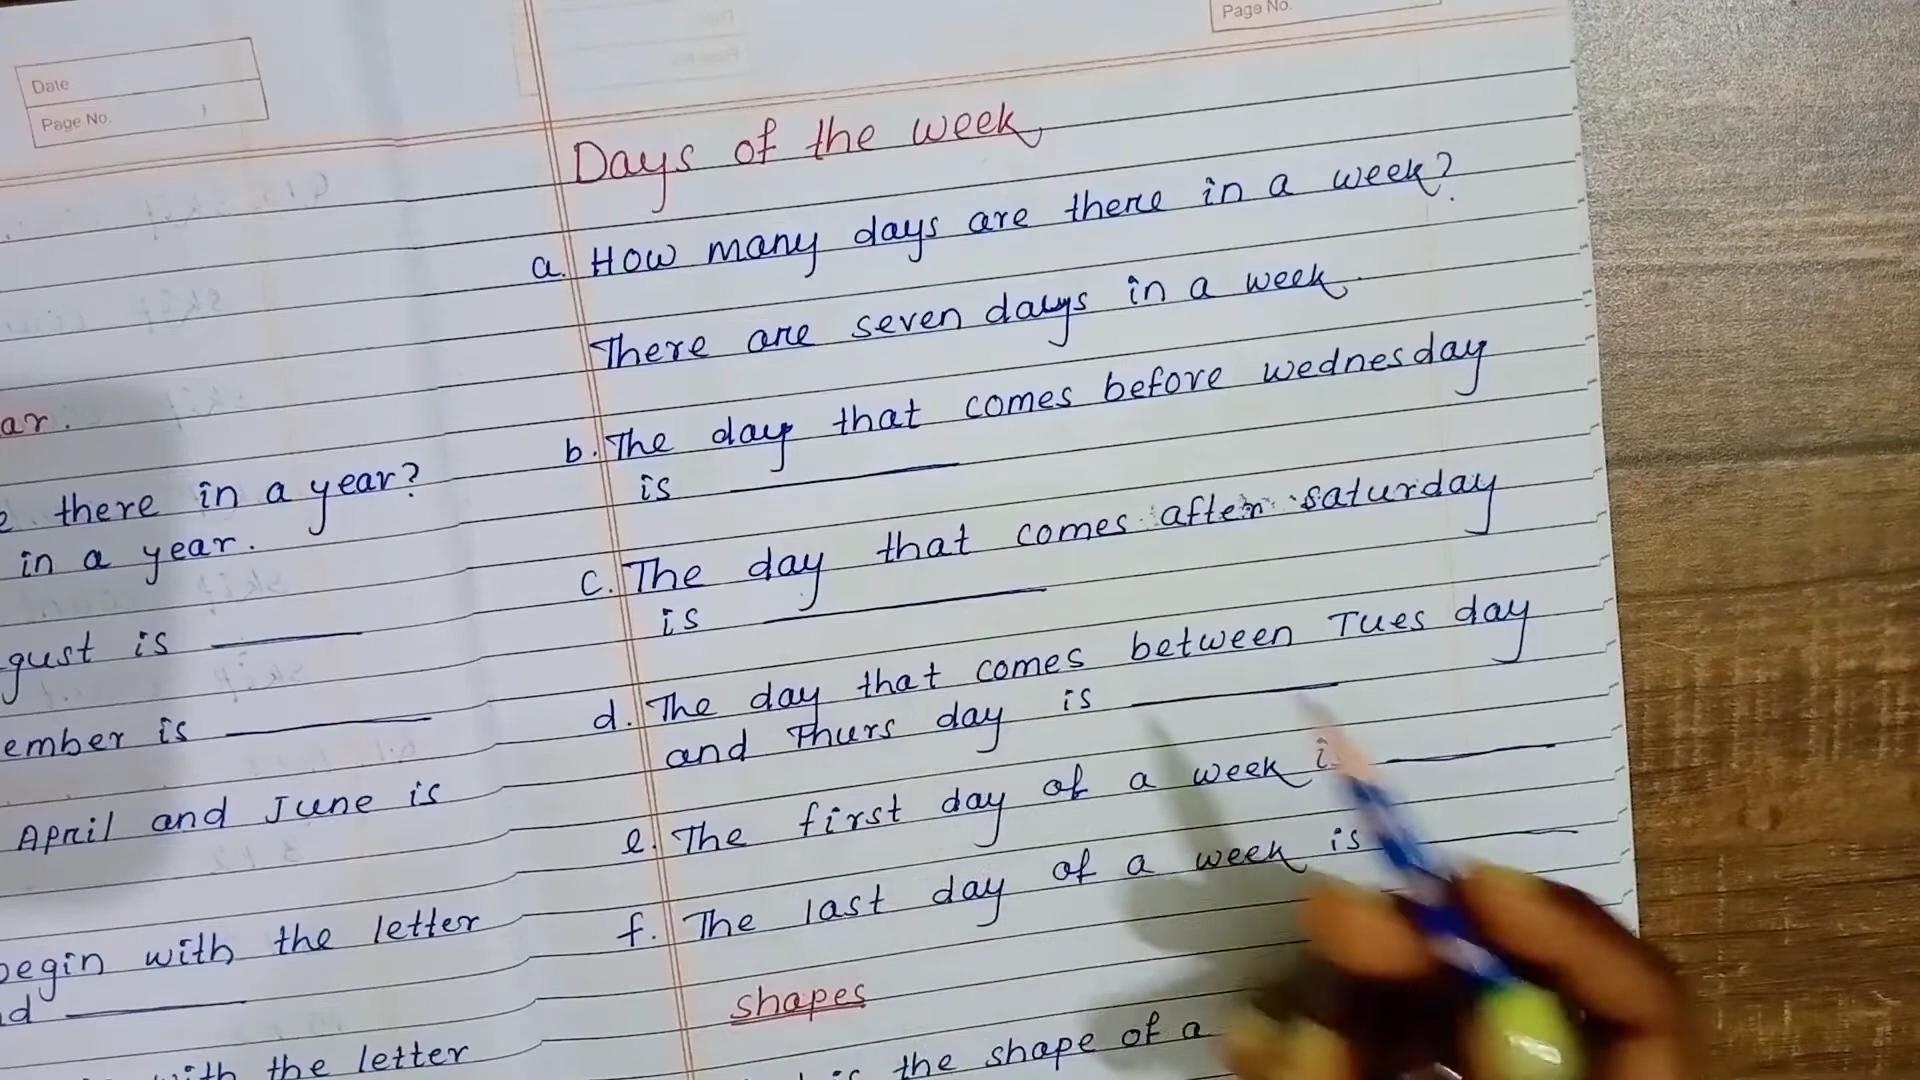 Date
Page No.
ar.
there in a year?
in a year.
gust is
ember is
April and June is
begin with the letter
with the letter
Page No.
Days of the week
a. How many days are there in a week?
There are seven days in a week
b. The day that comes before wednesday
is
c. The day that comes after saturday
is
d. The day that comes between Tues day
and Thurs day is
e. The first day of a week
f. The last day of a week is
shapes
is the shape of a